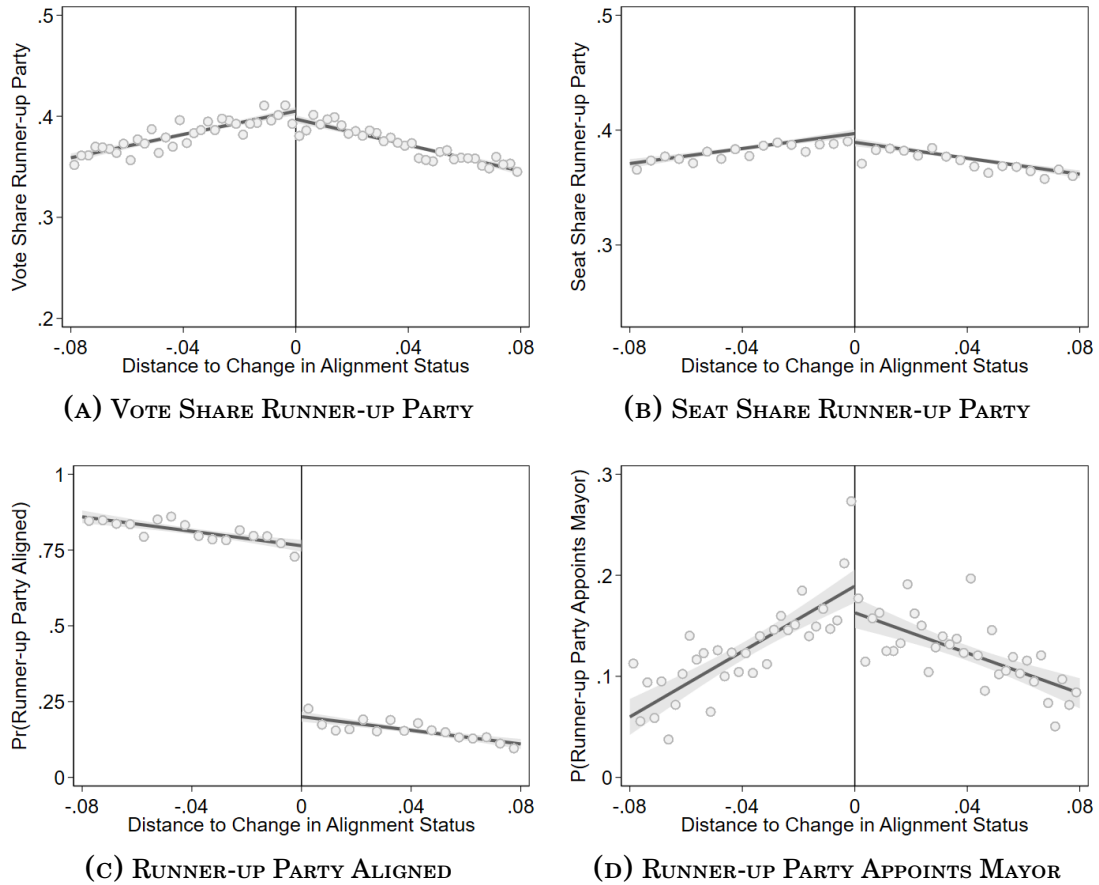 Vote Share Runner-up Party
.5
.4
.3
.2
-.08 -.04 0 .04 .08
Distance to Change in Alignment Status
(A) Vote Share Runner-up Party
Seat Share Runner-up Party
.5
.4
.3
-.08 -.04 0 .04 .08
Distance to Change in Alignment Status
(B) Seat Share Runner-up Party
Pr(Runner-up Party Aligned)
1
.75
.5
.25
0
-.08 -.04 0 .04 .08
Distance to Change in Alignment Status
(C) Runner-up Party Aligned
P(Runner-up Party Appoints Mayor)
.3
.2
.1
0
-.08 -.04 0 .04 .08
Distance to Change in Alignment Status
(D) Runner-up Party Appoints Mayor